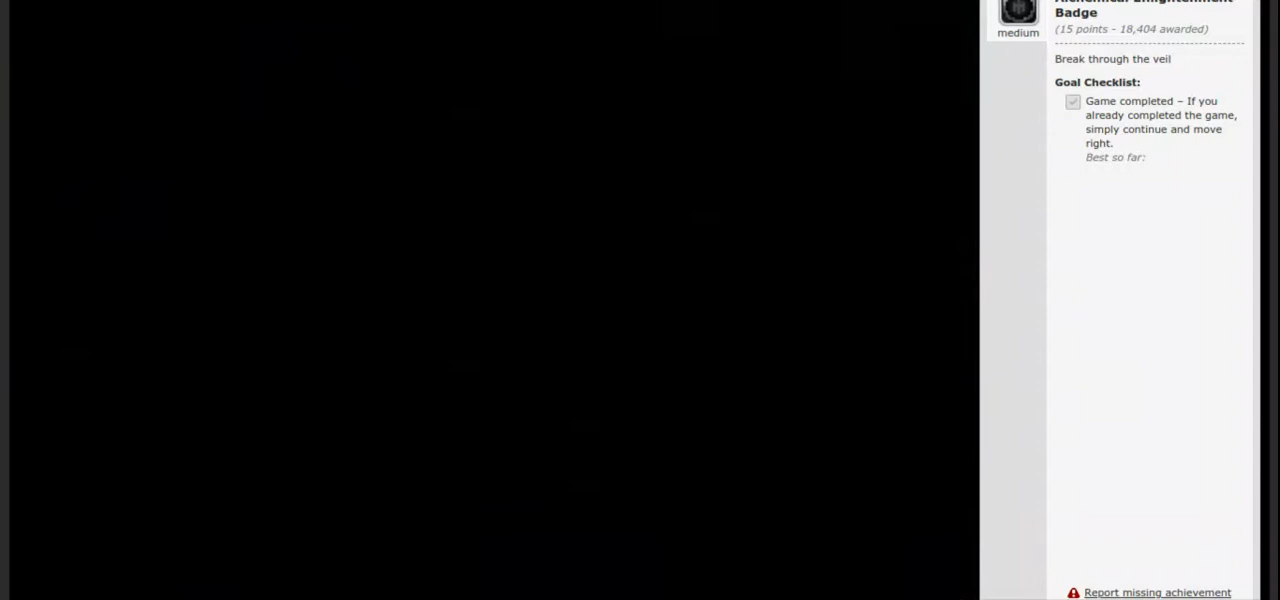 Badge
medium
(15 points - 18,404 awarded)
Break through the veil
Goal Checklist:
Game completed – If you
already completed the game,
simply continue and move
right.
Best so far:
Report missing achievement